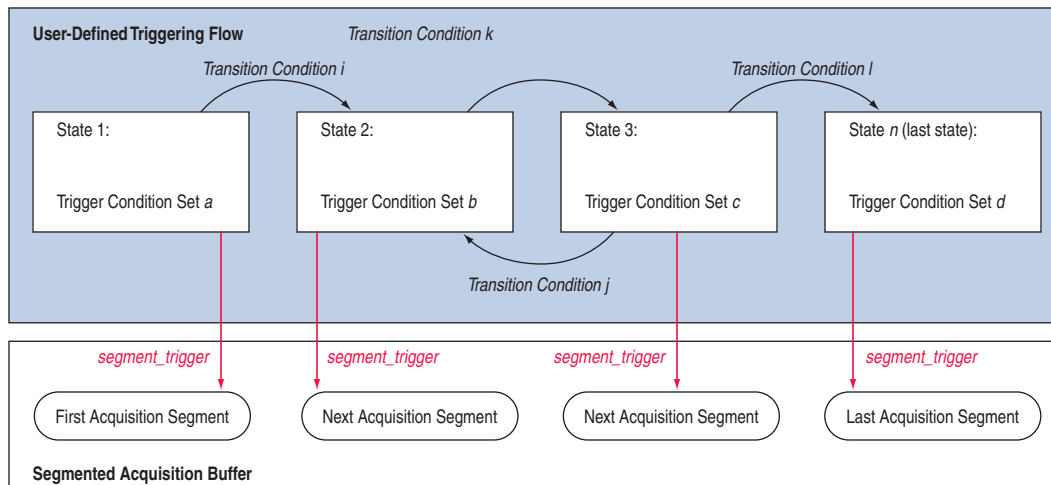 User-Defined Triggering Flow
Transition Condition k
Transition Condition i
Transition Condition l
State 1:
Trigger Condition Set a
State 2:
Trigger Condition Set b
State 3:
Trigger Condition Set c
State n (last state):
Trigger Condition Set d
Transition Condition j
segment_trigger
segment_trigger
segment_trigger
segment_trigger
First Acquisition Segment
Next Acquisition Segment
Next Acquisition Segment
Last Acquisition Segment
Segmented Acquisition Buffer